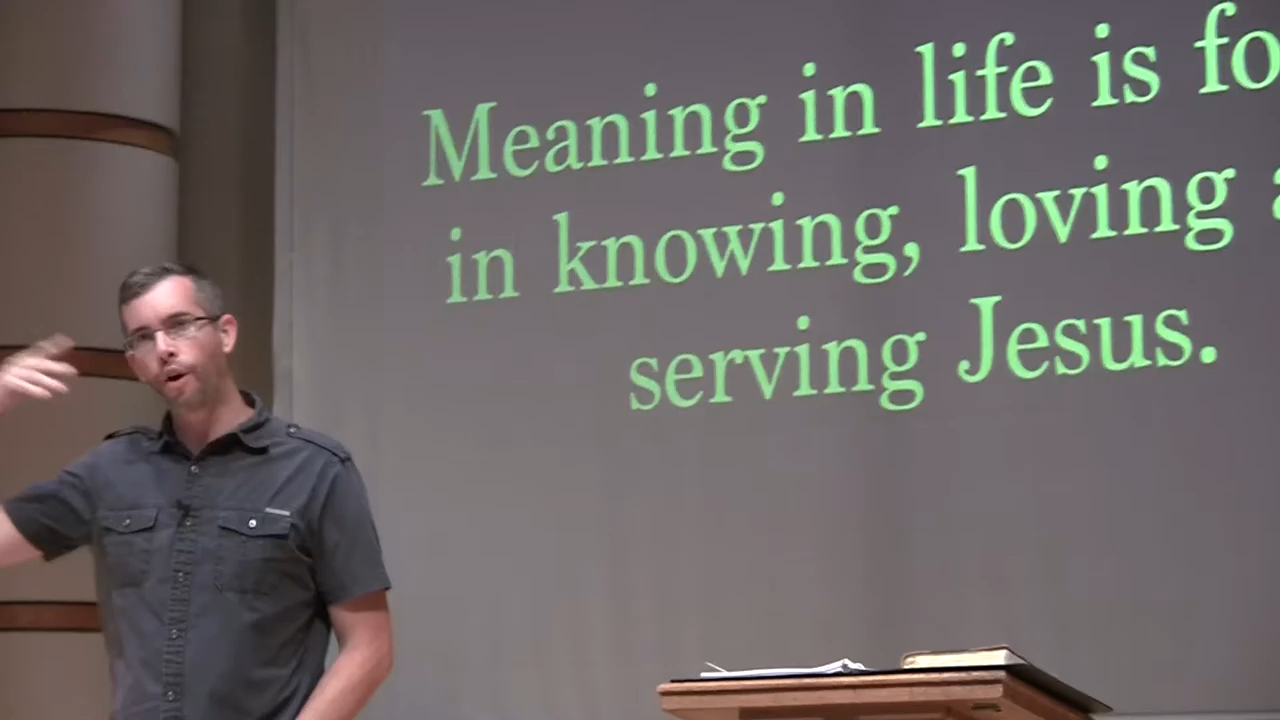 Meaning in life is fo
in knowing, loving a
serving Jesus.